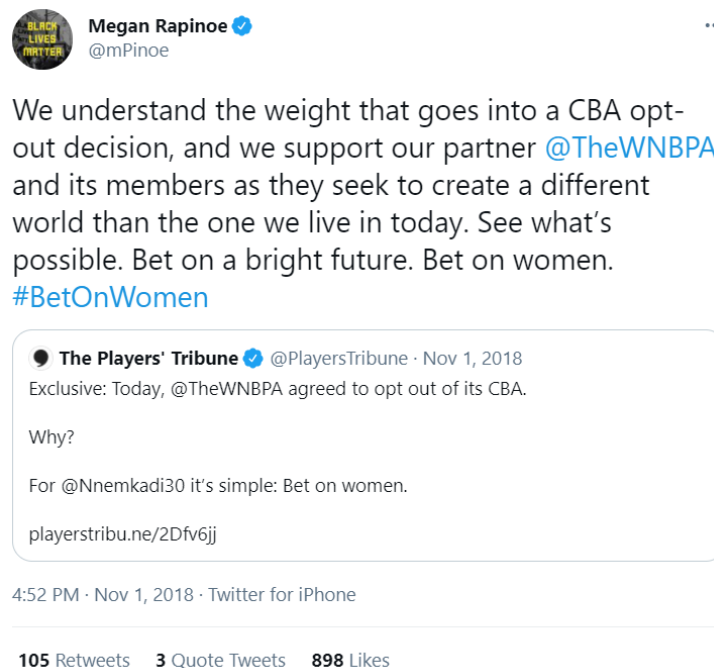 BLACK
LIVES
MATTER
Megan Rapinoe
@mPinoe
We understand the weight that goes into a CBA opt-
out decision, and we support our partner @TheWNBPA
and its members as they seek to create a different
world than the one we live in today. See what’s
possible. Bet on a bright future. Bet on women.
#BetOnWomen
The Players' Tribune @PlayersTribune · Nov 1, 2018
Exclusive: Today, @TheWNBPA agreed to opt out of its CBA.
Why?
For @Nnemkadi30 it’s simple: Bet on women.
playerstribu.ne/2Dfv6jj
4:52 PM · Nov 1, 2018 · Twitter for iPhone
105 Retweets 3 Quote Tweets 898 Likes